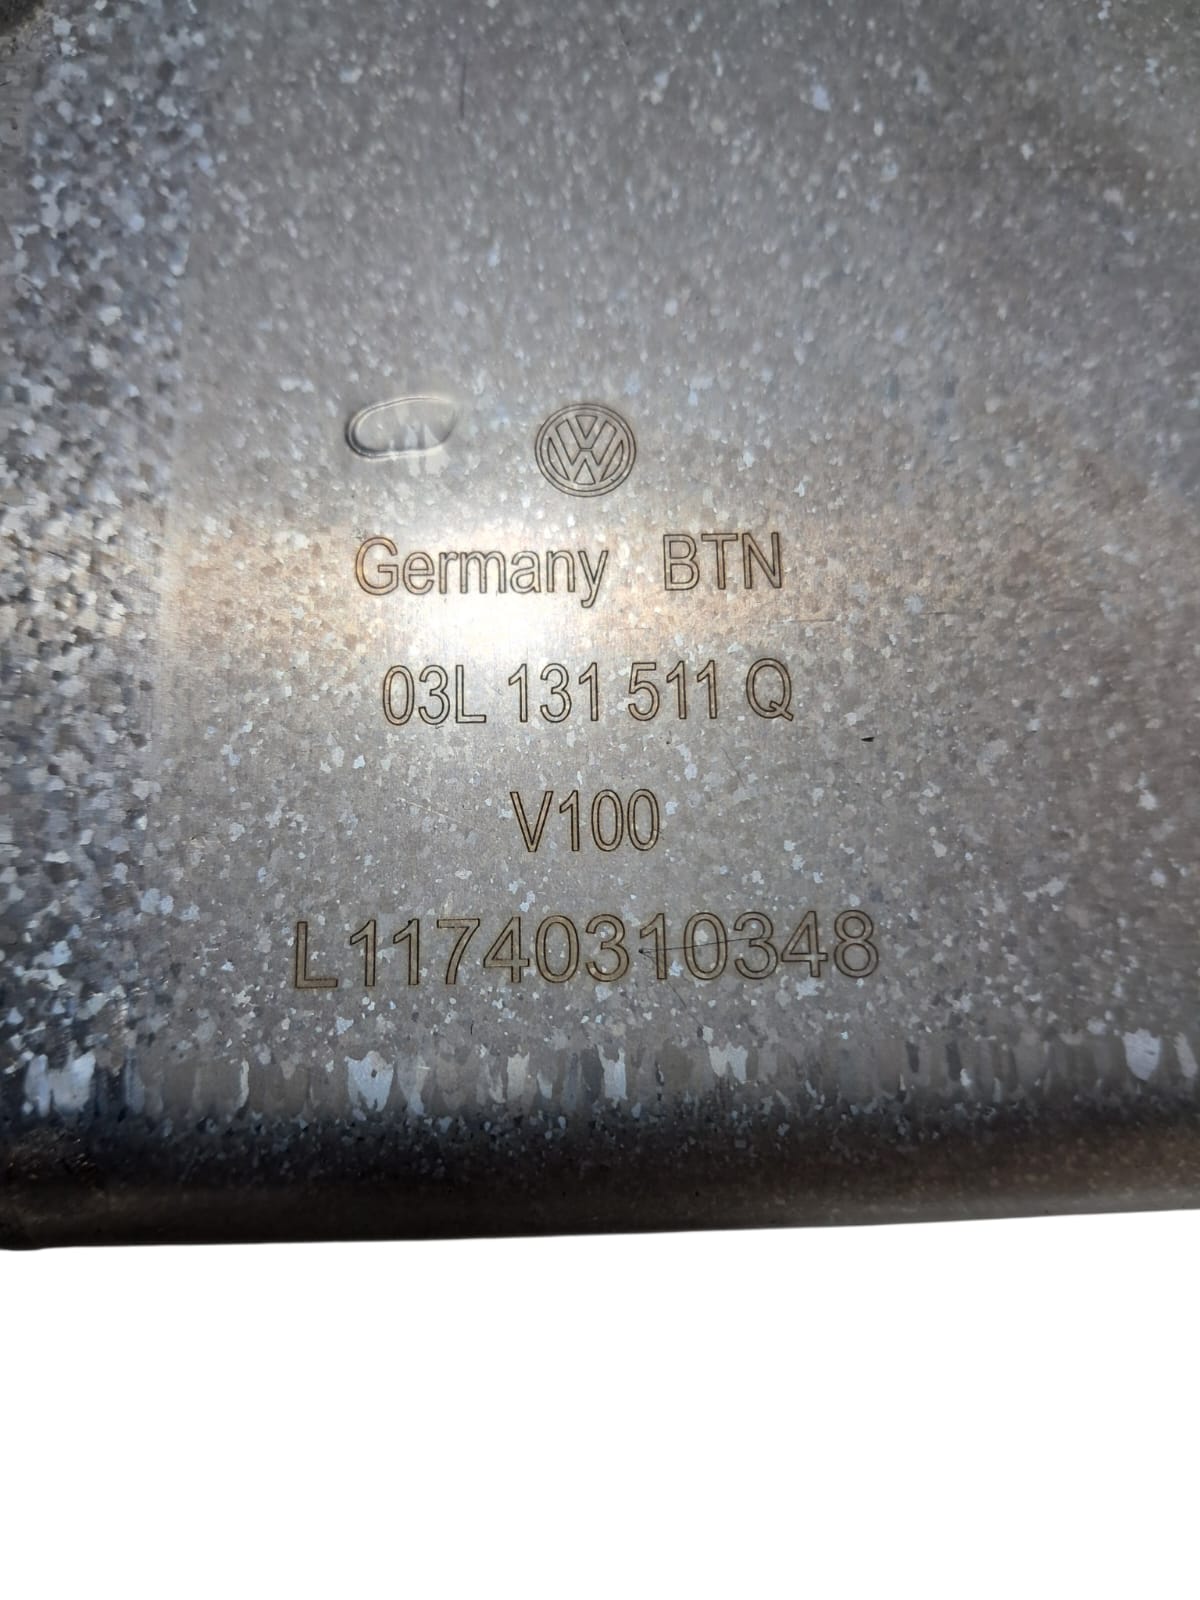 Germany BTN
03L 131 511 Q
V100
L11740310348